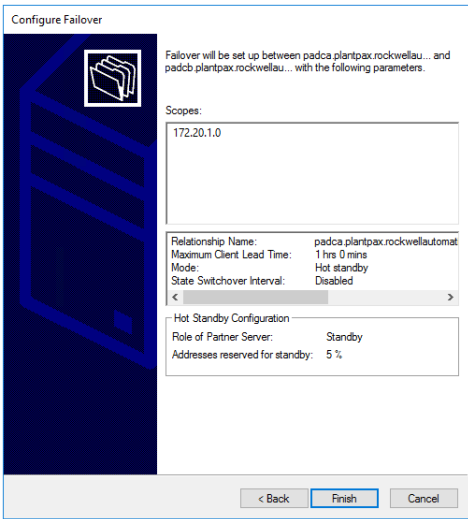 Configure Failover
Failover will be set up between padca.plantpax.rockwellau... and
padcb.plantpax.rockwellau... with the following parameters.
Scopes:
172.20.1.0
Relationship Name: padca.plantpax.rockwellautomat
Maximum Client Lead Time: 1 hrs 0 mins
Mode: Hot standby
State Switchover Interval: Disabled
Hot Standby Configuration
Role of Partner Server: Standby
Addresses reserved for standby: 5 %
< Back Finish Cancel